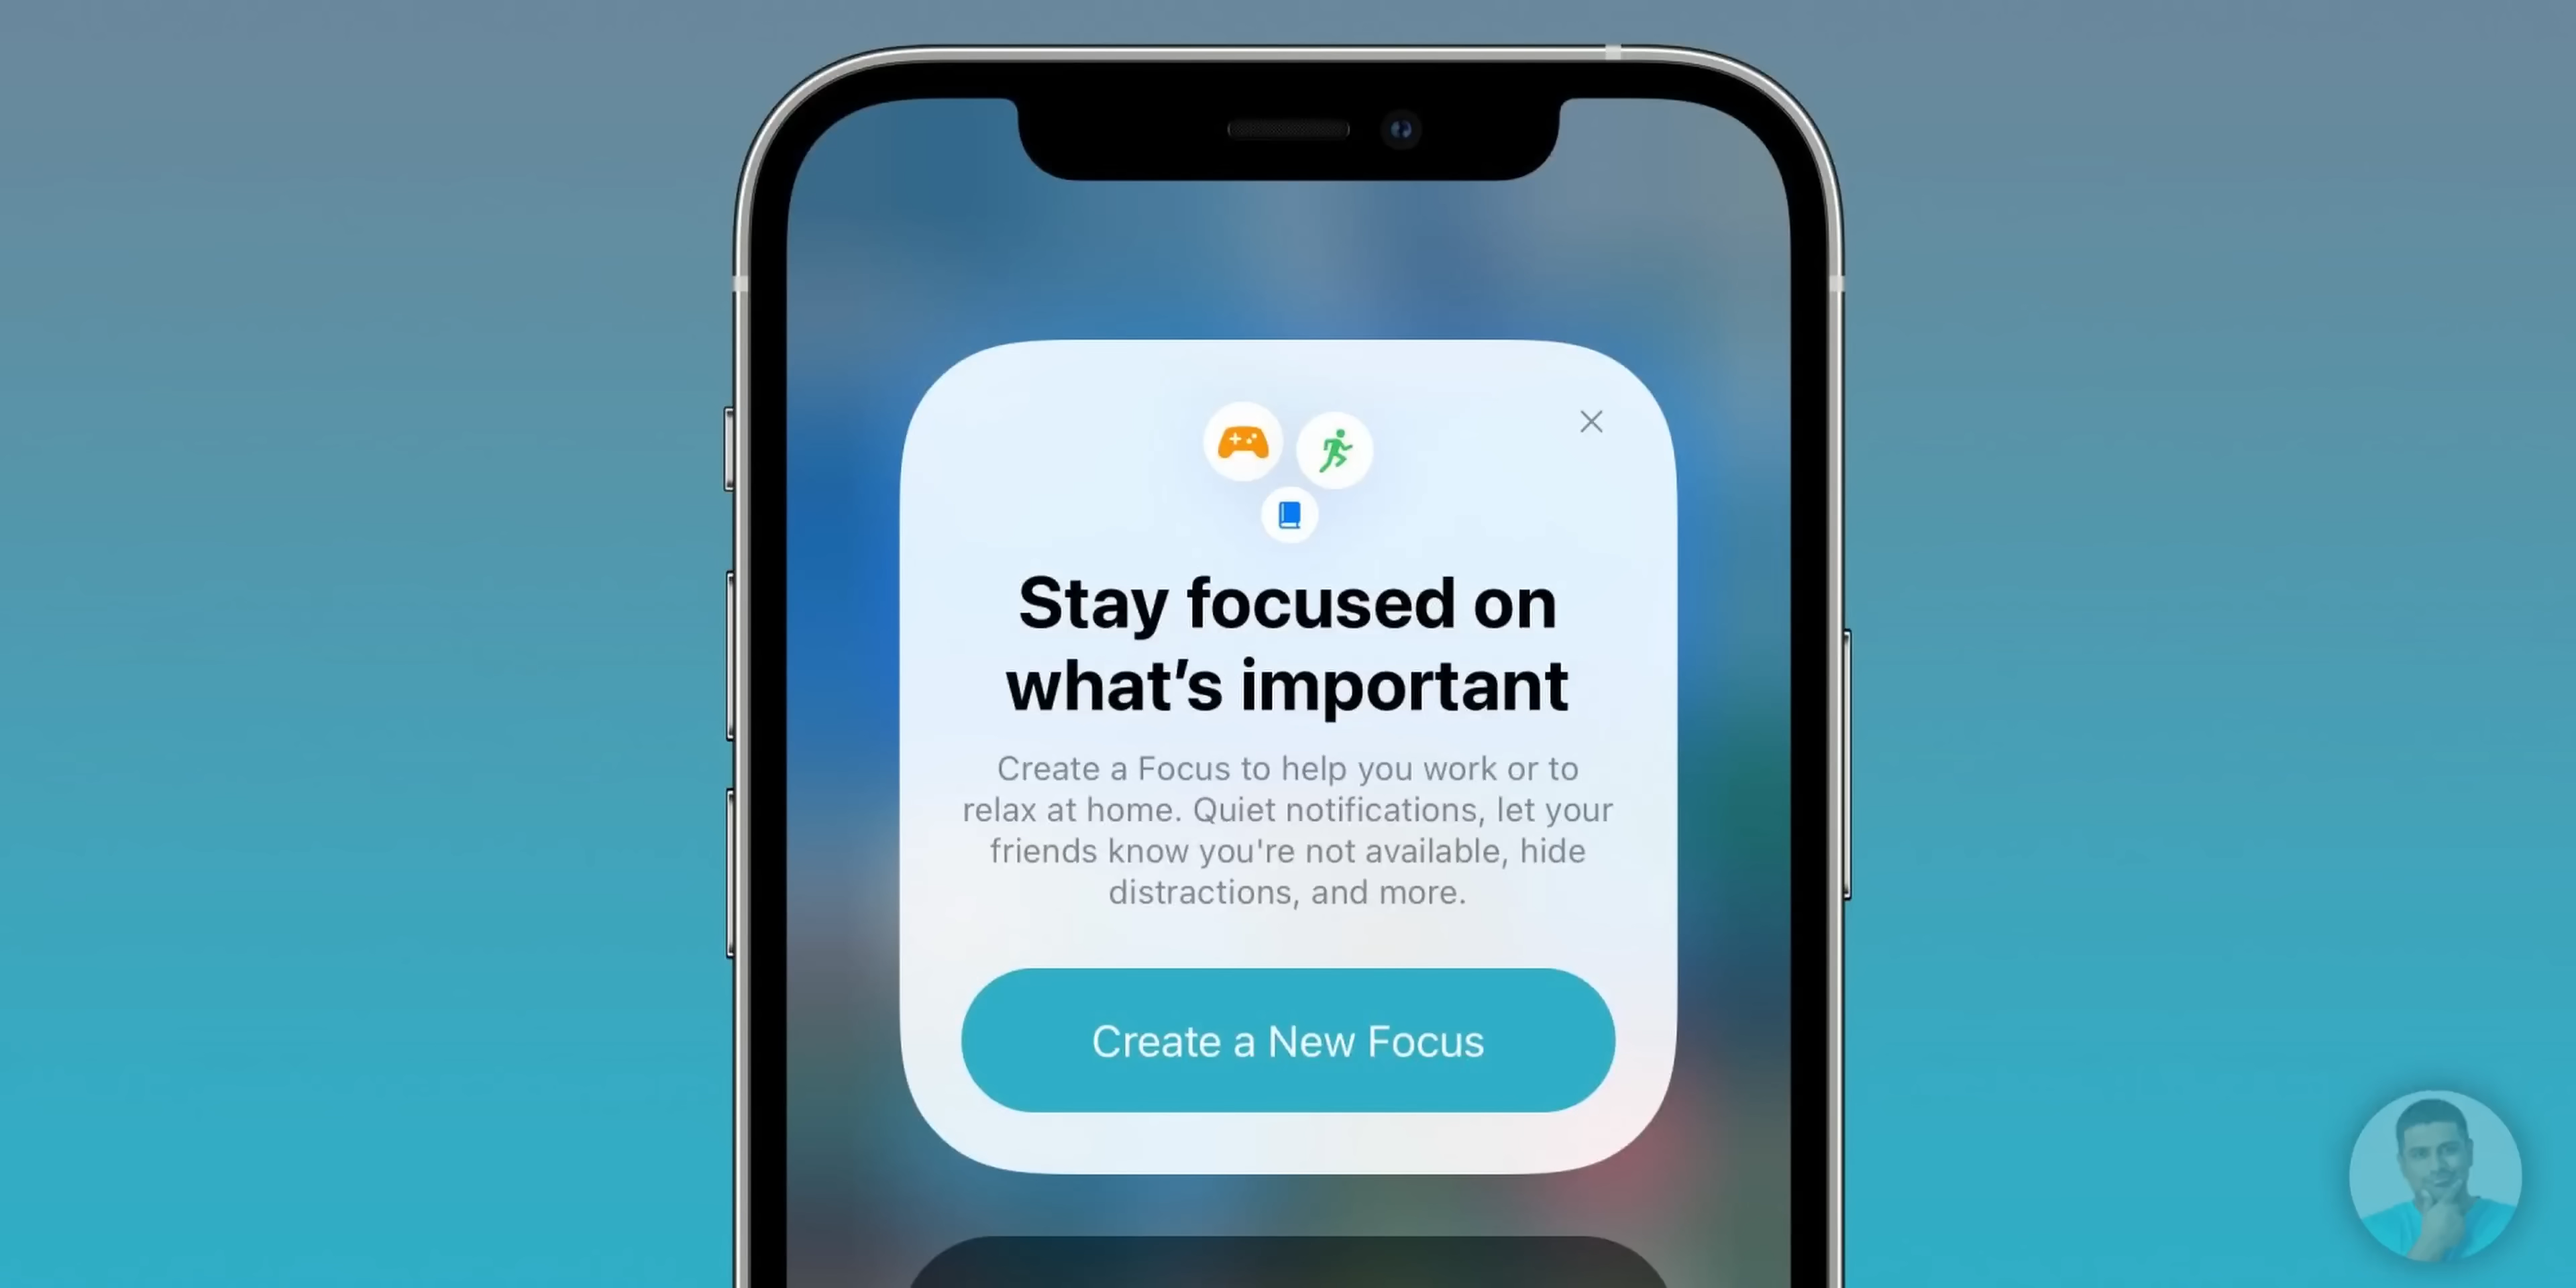 Stay focused on
what’s important
Create a Focus to help you work or to
relax at home. Quiet notifications, let your
friends know you're not available, hide
distractions, and more.
Create a New Focus